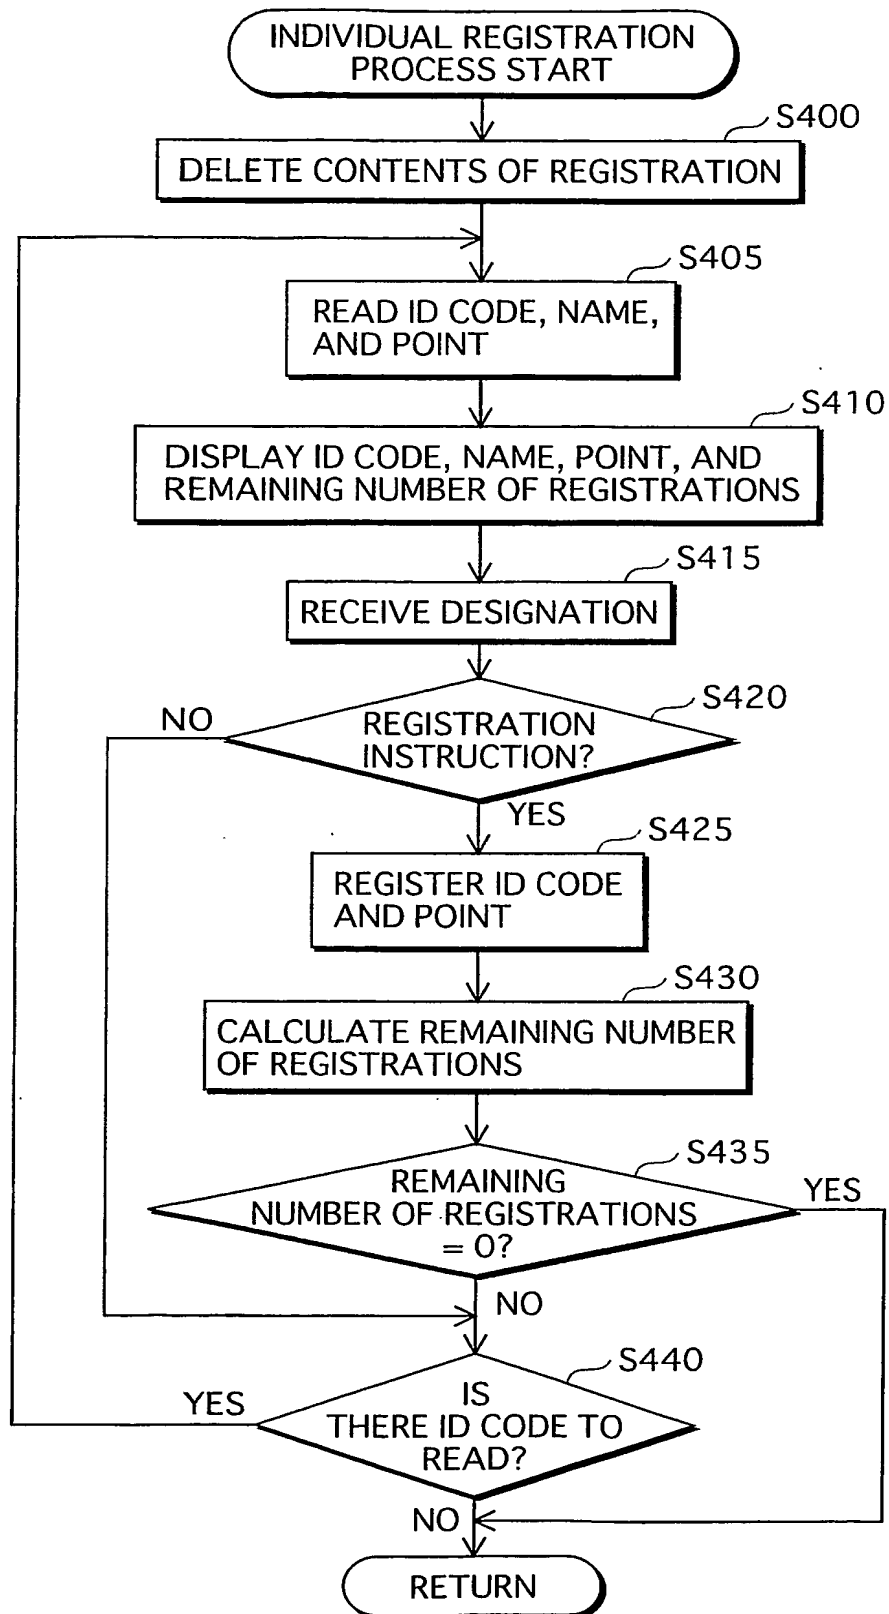 INDIVIDUAL REGISTRATION
PROCESS START
S400
DELETE CONTENTS OF REGISTRATION
S405
READ ID CODE, NAME,
AND POINT
S410
DISPLAY ID CODE, NAME, POINT, AND
REMAINING NUMBER OF REGISTRATIONS
S415
RECEIVE DESIGNATION
S420
NO
REGISTRATION
INSTRUCTION?
YES
S425
REGISTER ID CODE
AND POINT
S430
CALCULATE REMAINING NUMBER
OF REGISTRATIONS
S435
REMAINING
NUMBER OF REGISTRATIONS
= 0?
YES
NO
S440
YES
IS
THERE ID CODE TO
READ?
NO
RETURN